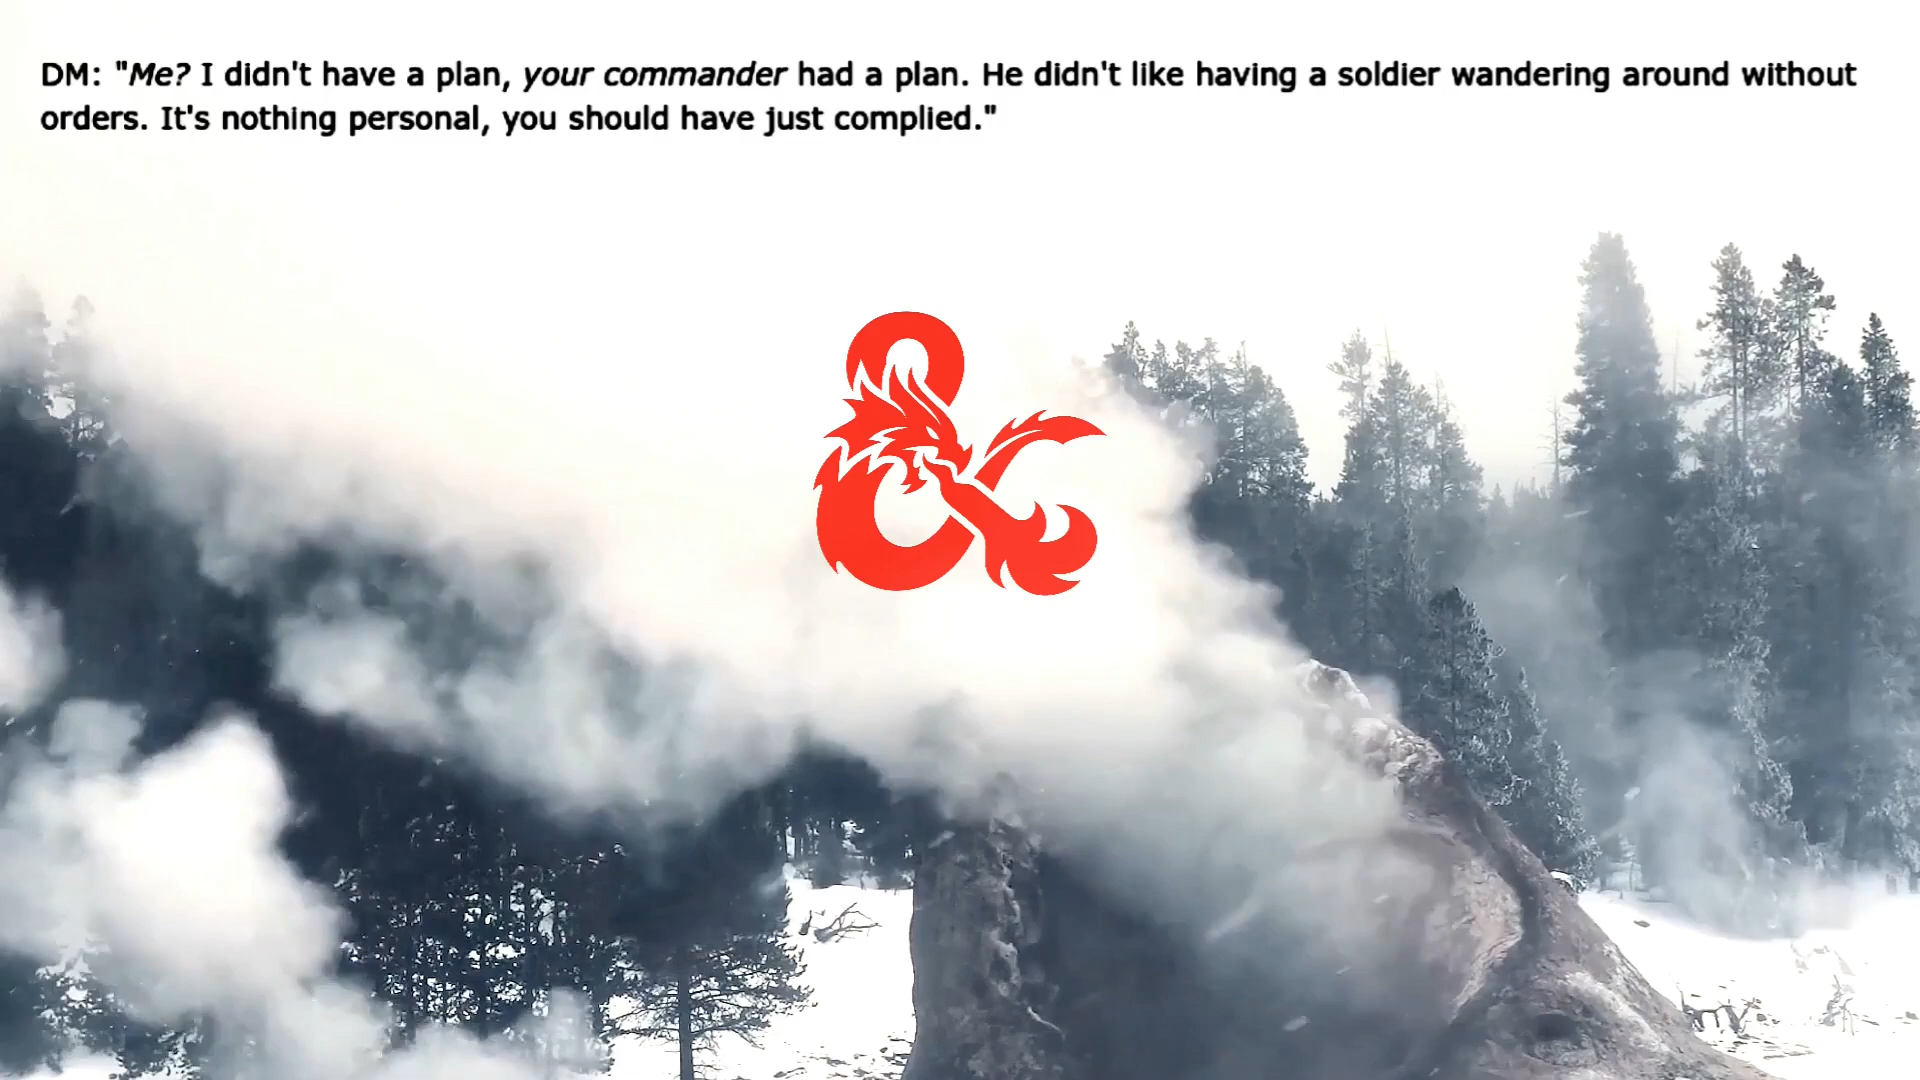 DM: "Me? I didn't have a plan, your commander had a plan. He didn't like having a soldier wandering around without
orders. It's nothing personal, you should have just complied."